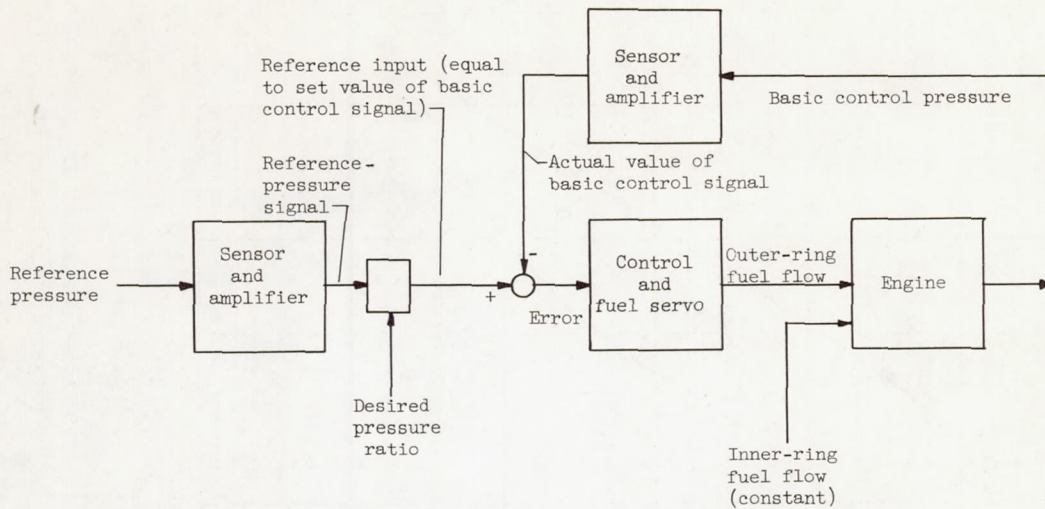 Sensor
and
amplifier
Basic control pressure
Reference input (equal
to set value of basic
control signal)
Actual value of
basic control signal
Reference-
pressure
signal
Reference
pressure
Sensor
and
amplifier
Desired
pressure
ratio
+
-
Error
Control
and
fuel servo
Outer-ring
fuel flow
Engine
Inner-ring
fuel flow
(constant)